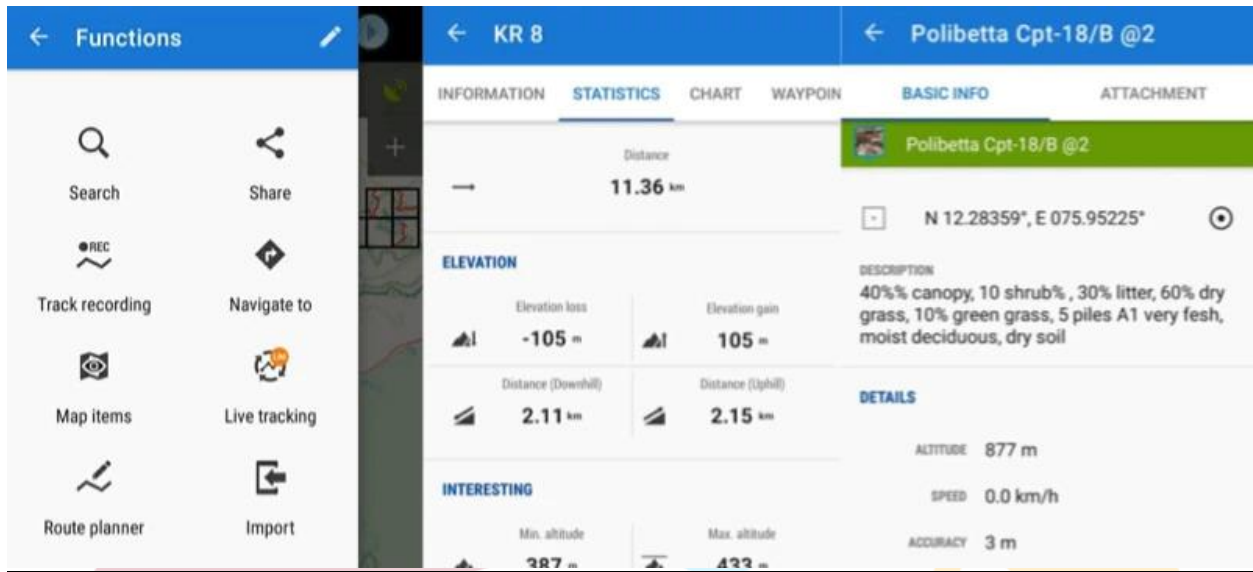 Functions
Search
Share
REC
Track recording
Navigate to
Map items
Live tracking
Route planner
Import
KR 8
INFORMATION STATISTICS CHART WAYPOIN
Distance
11.36 km
ELEVATION
Elevation loss Elevation gain
-105 m 105 m
Distance (Downhill) Distance (Uphill)
2.11 km 2.15 km
INTERESTING
Min. altitude Max. altitude
387 m 433 m
Polibetta Cpt-18/B @2
BASIC INFO ATTACHMENT
Polibetta Cpt-18/B @2
N 12.28359°, E 075.95225°
DESCRIPTION
40%% canopy, 10 shrub% , 30% litter, 60% dry
grass, 10% green grass, 5 piles A1 very fesh,
moist deciduous, dry soil
DETAILS
ALTITUDE 877 m
SPEED 0.0 km/h
ACCURACY 3 m